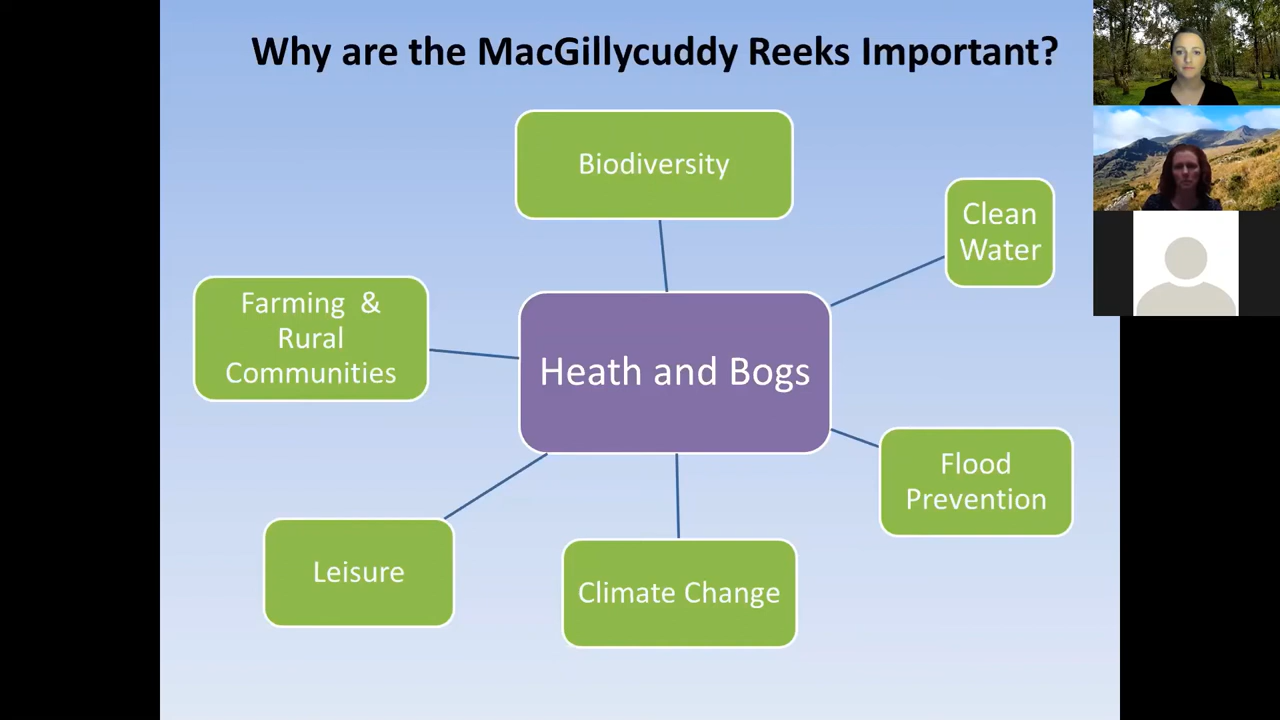 Why are the MacGillycuddy Reeks Important?
Biodiversity
Clean
Water
Farming & 
Rural
Communities
Heath and Bogs
Flood
Prevention
Leisure
Climate Change